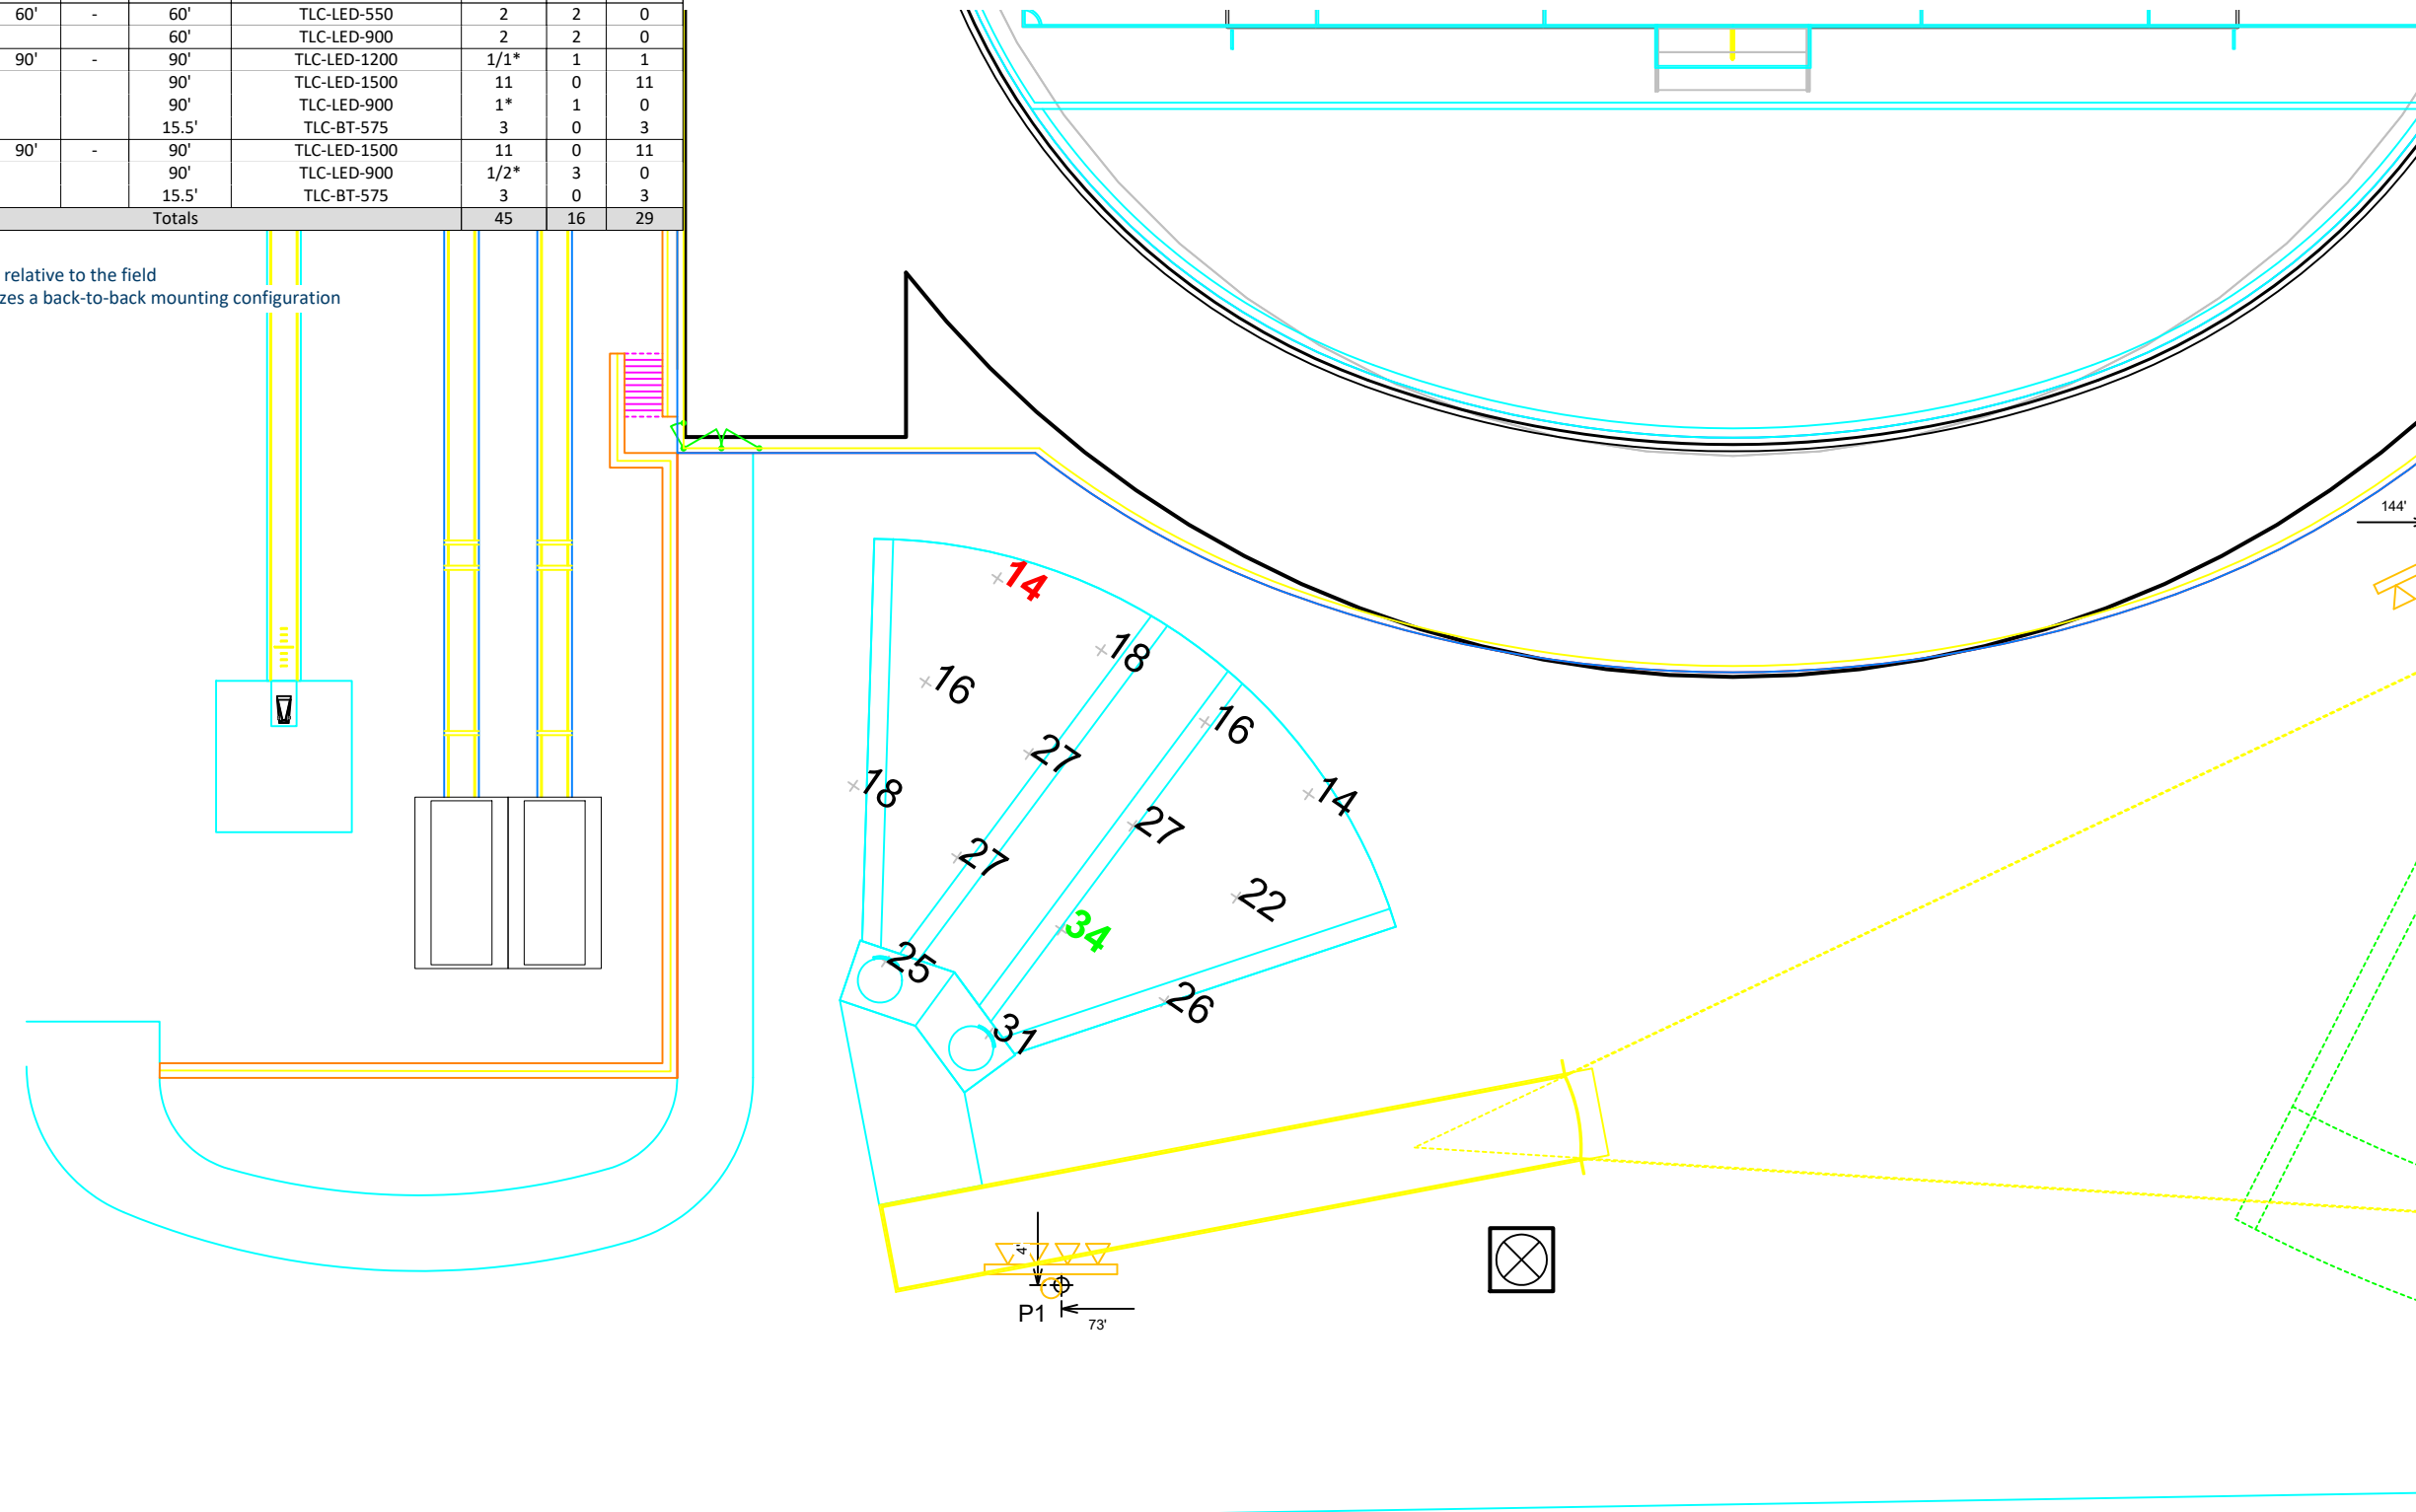 60' - 60' TLC-LED-550 2 2 0
60' TLC-LED-900 2 2 0
90' - 90' TLC-LED-1200 1/1* 1 1
90' TLC-LED-1500 11 0 11
90' TLC-LED-900 1* 1 0
15.5' TLC-BT-575 3 0 3
90' - 90' TLC-LED-1500 11 0 11
90' TLC-LED-900 1/2* 3 0
15.5' TLC-BT-575 3 0 3
Totals 45 16 29
relative to the field
zes a back-to-back mounting configuration
144'
14
18
16
16
27
18
14
27
27
22
34
25
26
31
4'
P1
73'